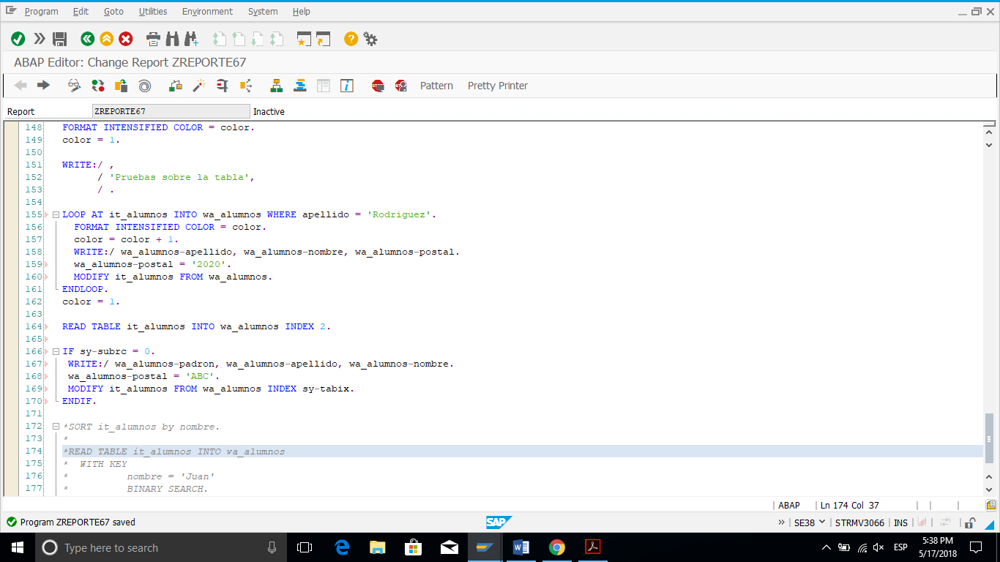 Program Edit Goto Utilities Environment System Help
ABAP Editor: Change Report ZREPORTE67
Pattern Pretty Printer
Report ZREPORTE67 Inactive
148 FORMAT INTENSIFIED COLOR = color.
149 color = 1.
150
151 WRITE:/ ,
152 / 'Pruebas sobre la tabla',
153 / .
154
155 LOOP AT it_alumnos INTO wa_alumnos WHERE apellido = 'Rodriguez'.
156 FORMAT INTENSIFIED COLOR = color.
157 color = color + 1.
158 WRITE:/ wa_alumnos-apellido, wa_alumnos-nombre, wa_alumnos-postal.
159 wa_alumnos-postal = '2020'.
160 MODIFY it_alumnos FROM wa_alumnos.
161 ENDLOOP.
162 color = 1.
163
164 READ TABLE it_alumnos INTO wa_alumnos INDEX 2.
165
166 IF sy-subrc = 0.
167 WRITE:/ wa_alumnos-padron, wa_alumnos-apellido, wa_alumnos-nombre.
168 wa_alumnos-postal = 'ABC'.
169 MODIFY it_alumnos FROM wa_alumnos INDEX sy-tabix.
170 ENDIF.
171
172 *SORT it_alumnos by nombre.
173 *
174 *READ TABLE it_alumnos INTO wa_alumnos
175 * WITH KEY
176 * nombre = 'Juan'
177 * BINARY SEARCH.
ABAP Ln 174 Col 37
Program ZREPORTE67 saved SAP SE38 STRMV3066 INS
Type here to search ESP 5:38 PM
5/17/2018